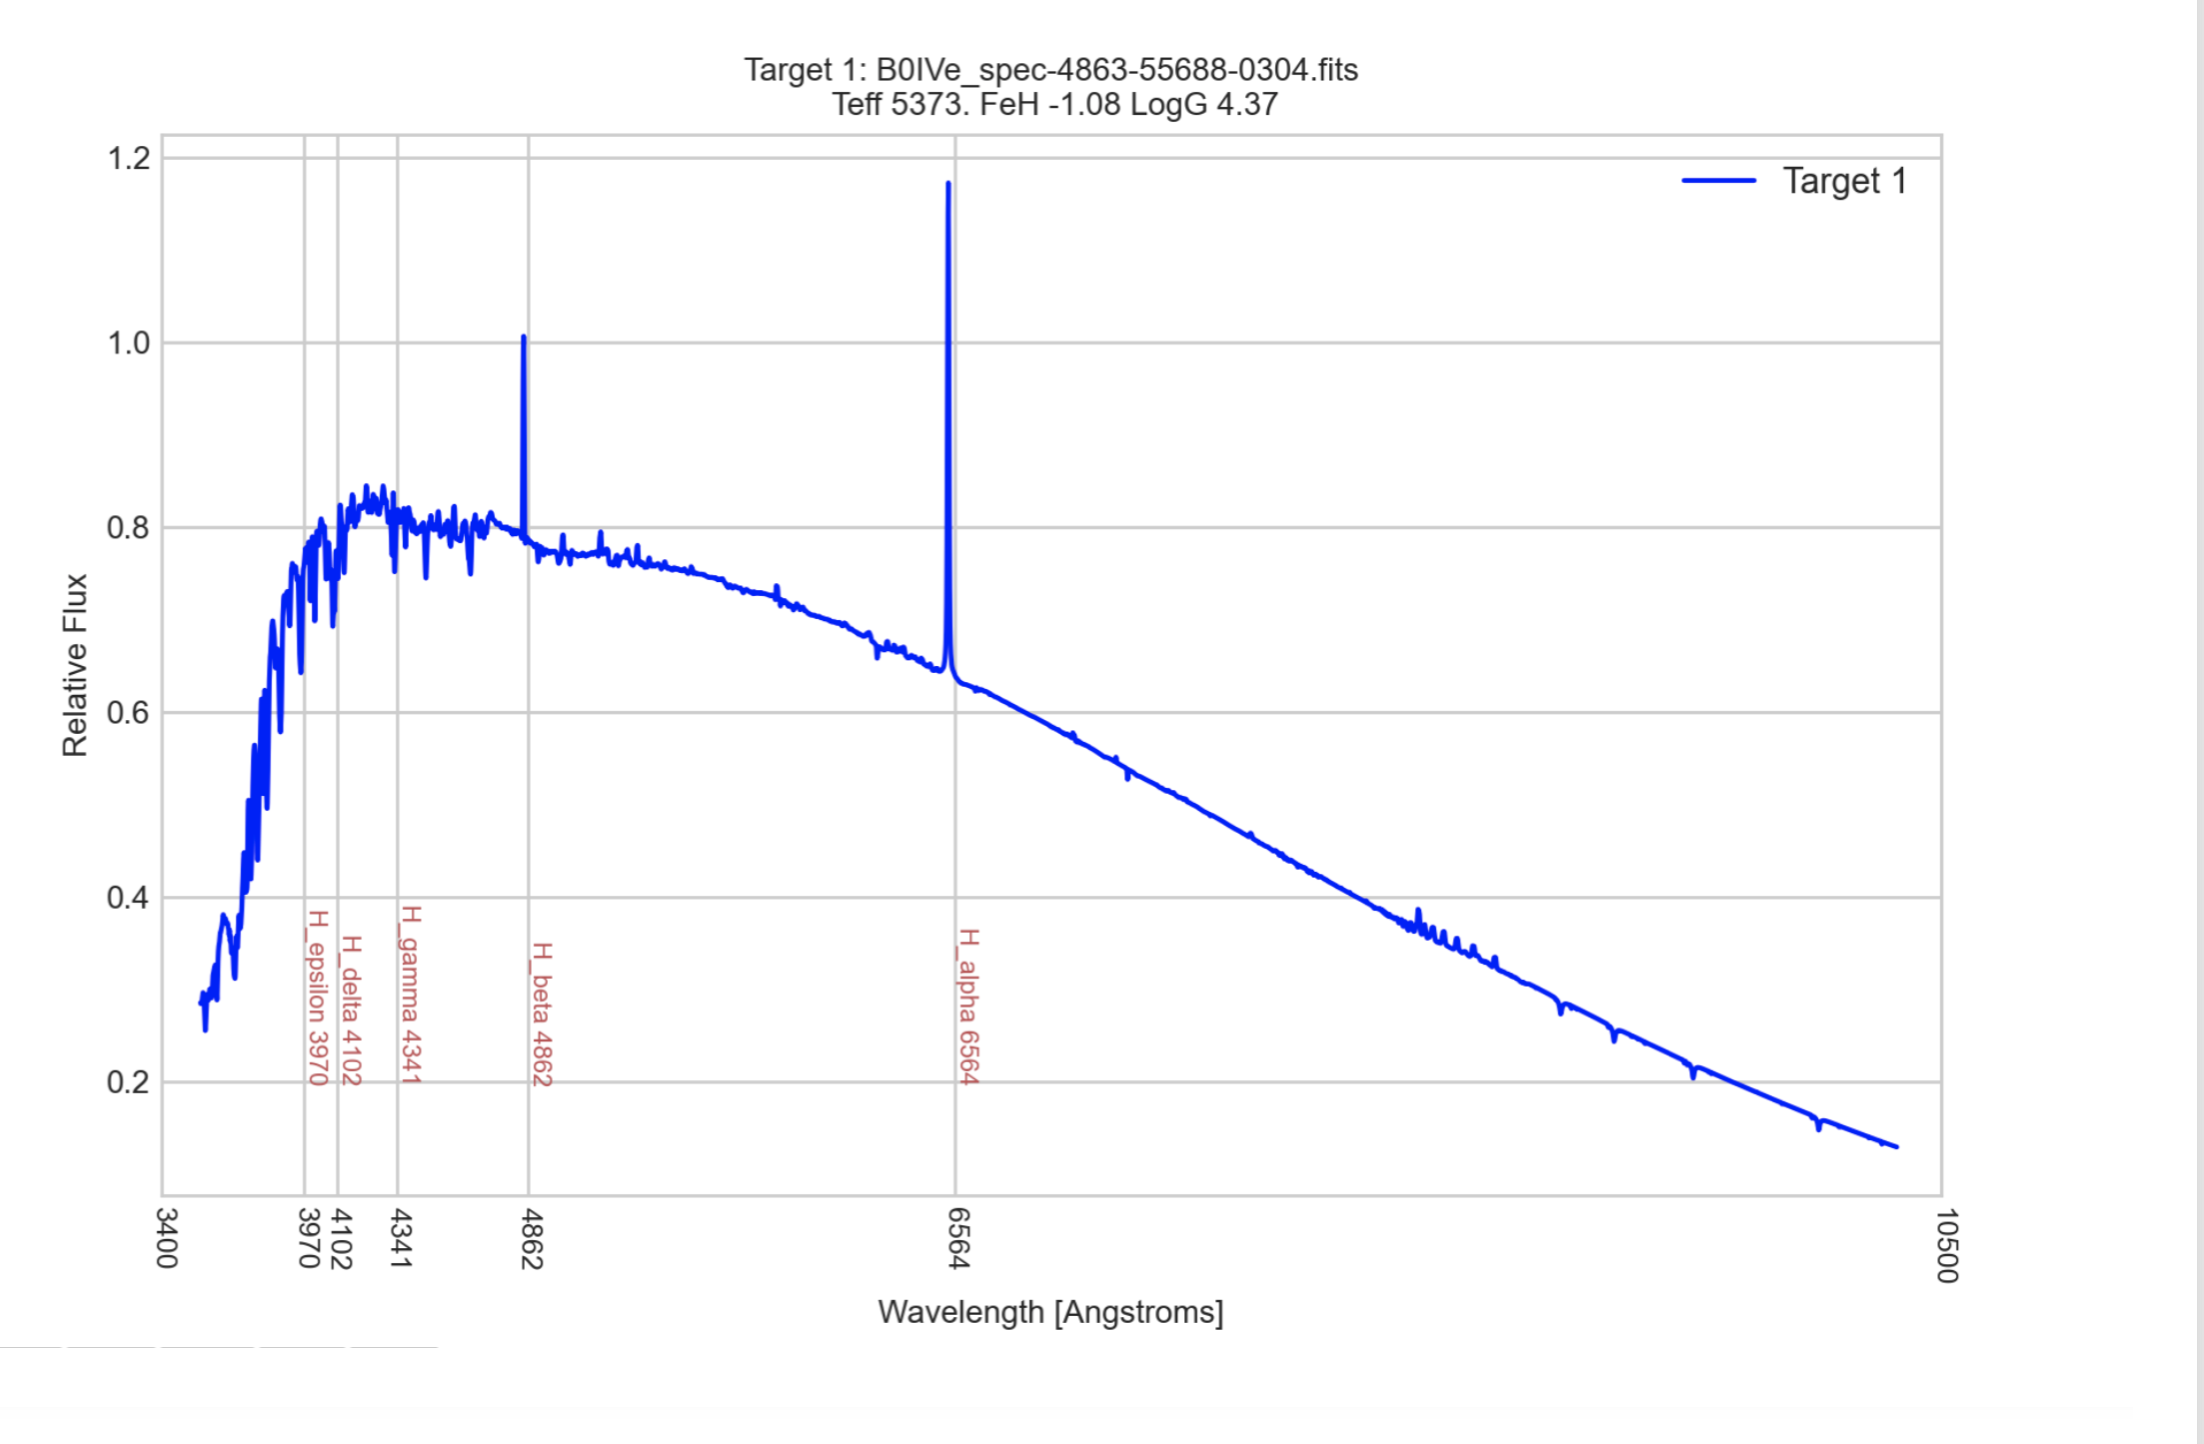 Target 1: B0IVe_spec-4863-55688-0304.fits
Teff 5373. FeH -1.08 LogG 4.37
Target 1
Relative Flux
1.2
1.0
0.8
0.6
0.4
0.2
H_epsilon 3970
H_delta 4102
H_gamma 4341
H_beta 4862
H_alpha 6564
3400
3970
4102
4341
4862
6564
10500
Wavelength [Angstroms]